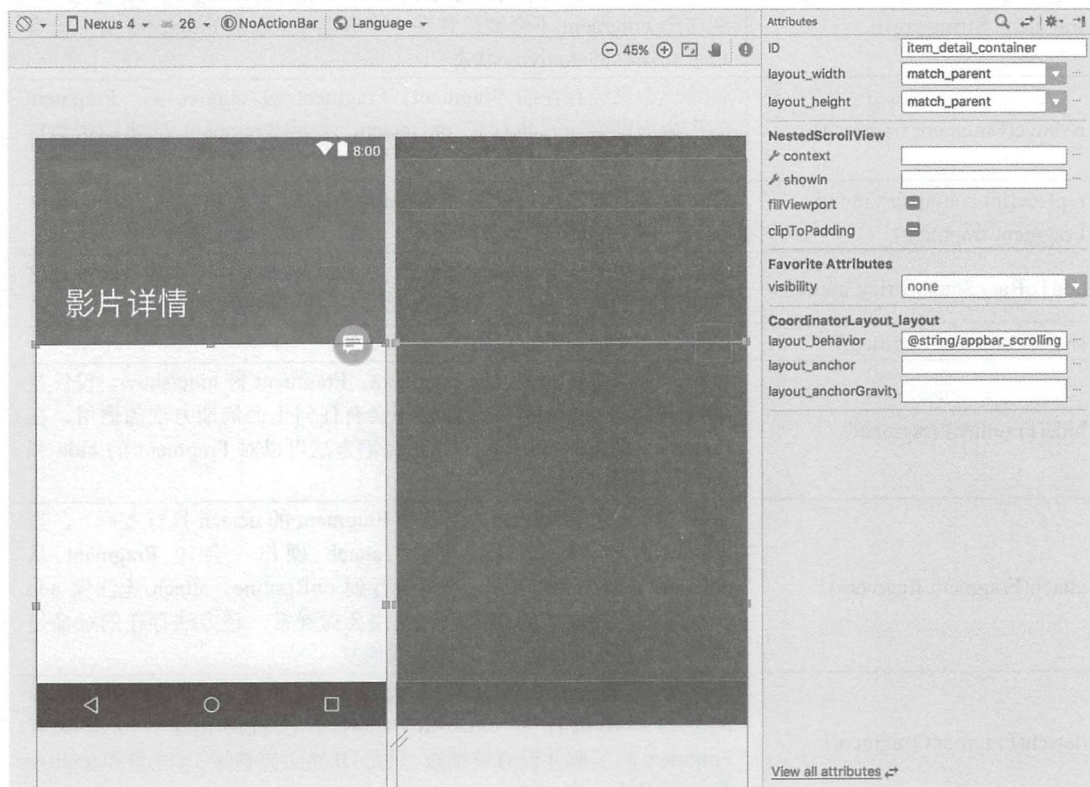 Nexus 4
26
NoActionBar
Language
45%
8:00
影片详情
Attributes
ID
item_detail_container
layout_width
match_parent
layout_height
match_parent
NestedScrollView
context
showIn
fillViewport
clipToPadding
Favorite Attributes
visibility
none
CoordinatorLayout_layout
layout_behavior
@string/appbar_scrolling
layout_anchor
layout_anchorGravity
View all attributes